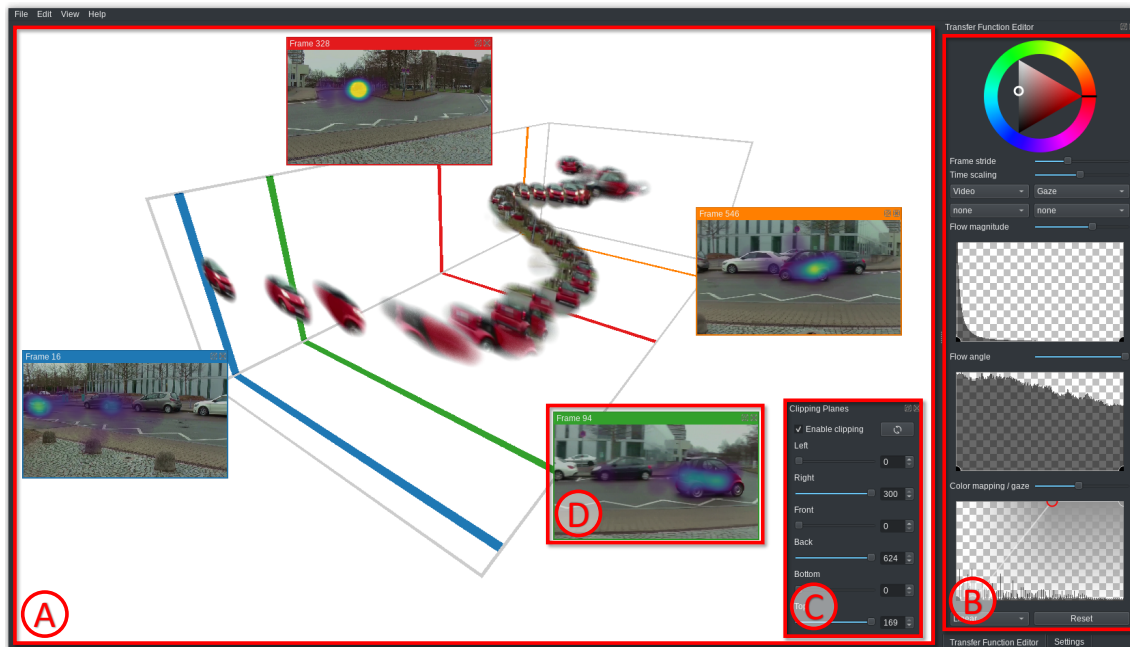 File Edit View Help
Transfer Function Editor
Frame 328
Frame stride
Time scaling
Video Gaze
none none
Flow magnitude
Frame 546
Flow angle
Frame 16
Frame 94
Clipping Planes
Enable clipping
Left
0
Right
300
Front
0
Back
624
Bottom
0
Top
169
Color mapping / gaze
A
B
C
D
Linear Reset
Transfer Function Editor Settings